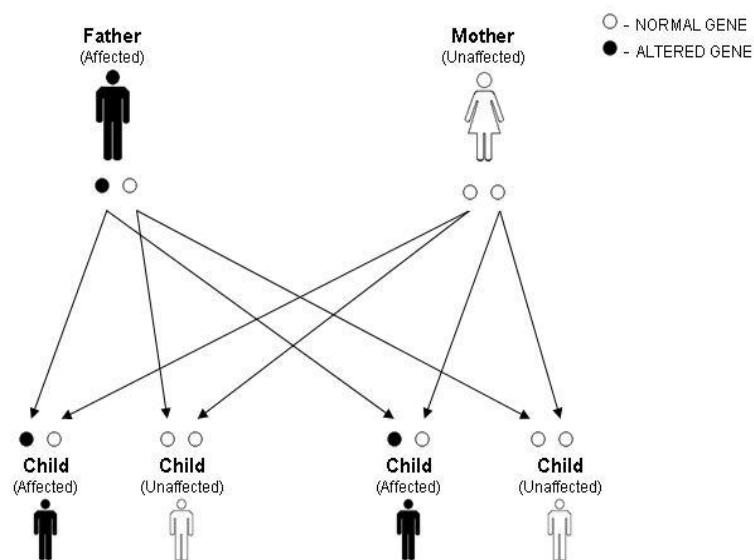 Father
(Affected)
Mother
(Unaffected)
- NORMAL GENE
- ALTERED GENE
Child
(Affected)
Child
(Unaffected)
Child
(Affected)
Child
(Unaffected)